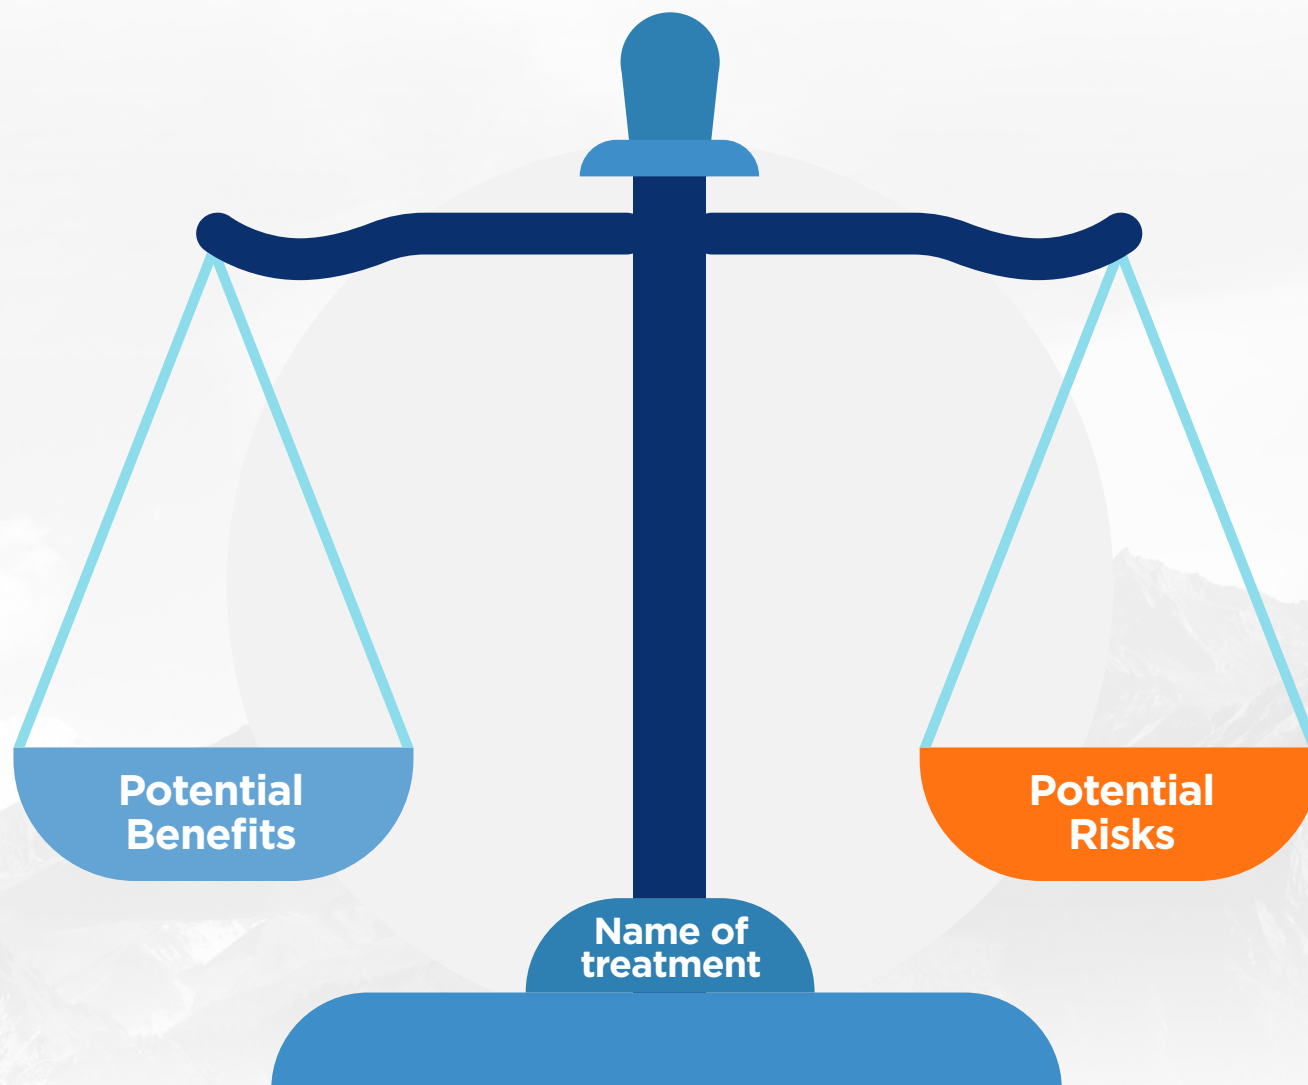 Potential
Benefits
Potential
Risks
Name of
treatment